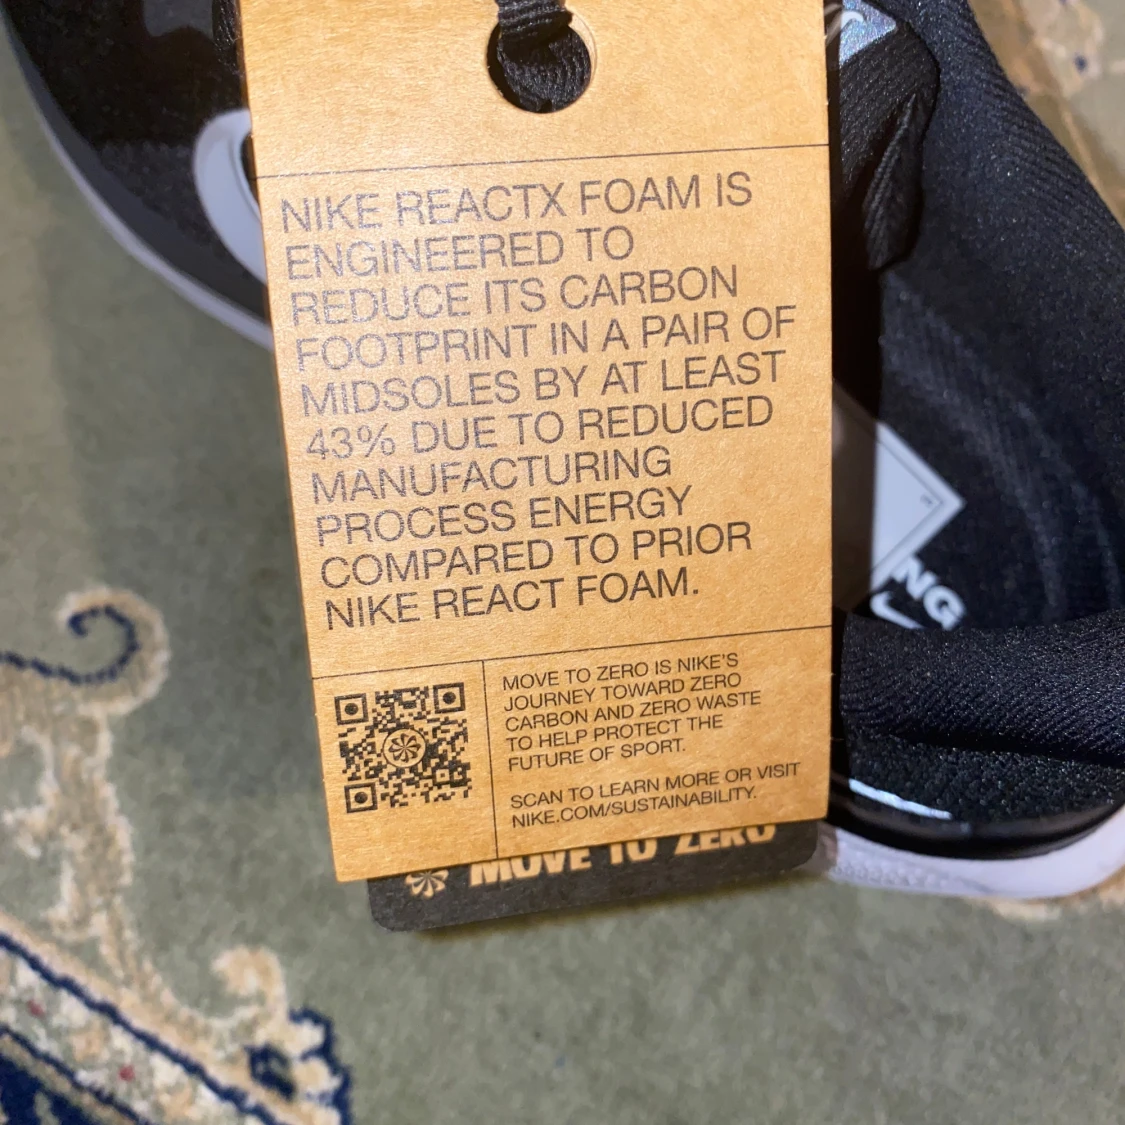 NIKE REACTX FOAM IS
ENGINEERED TO
REDUCE ITS CARBON
FOOTPRINT IN A PAIR OF
MIDSOLES BY AT LEAST
43% DUE TO REDUCED
MANUFACTURING
PROCESS ENERGY
COMPARED TO PRIOR
NIKE REACT FOAM.
MOVE TO ZERO IS NIKE'S
JOURNEY TOWARD ZERO
CARBON AND ZERO WASTE
TO HELP PROTECT THE
FUTURE OF SPORT.
SCAN TO LEARN MORE OR VISIT
NIKE.COM/SUSTAINABILITY.
MOVE TO ZERO